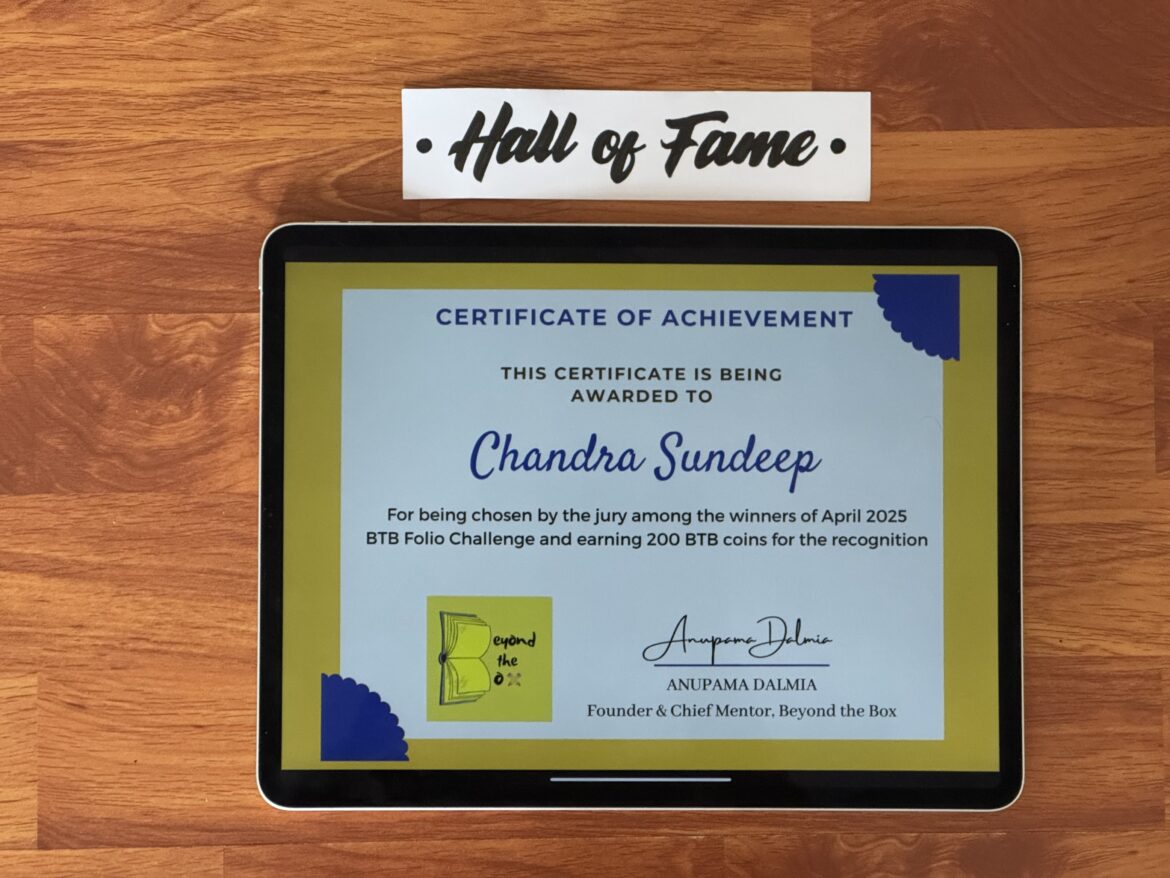 • Hall of Fame •
CERTIFICATE OF ACHIEVEMENT
THIS CERTIFICATE IS BEING
AWARDED TO
Chandra Sundeep
For being chosen by the jury among the winners of April 2025
BTB Folio Challenge and earning 200 BTB coins for the recognition
eyond
the
Anupama Dalmia
ANUPAMA DALMIA
Founder & Chief Mentor, Beyond the Box